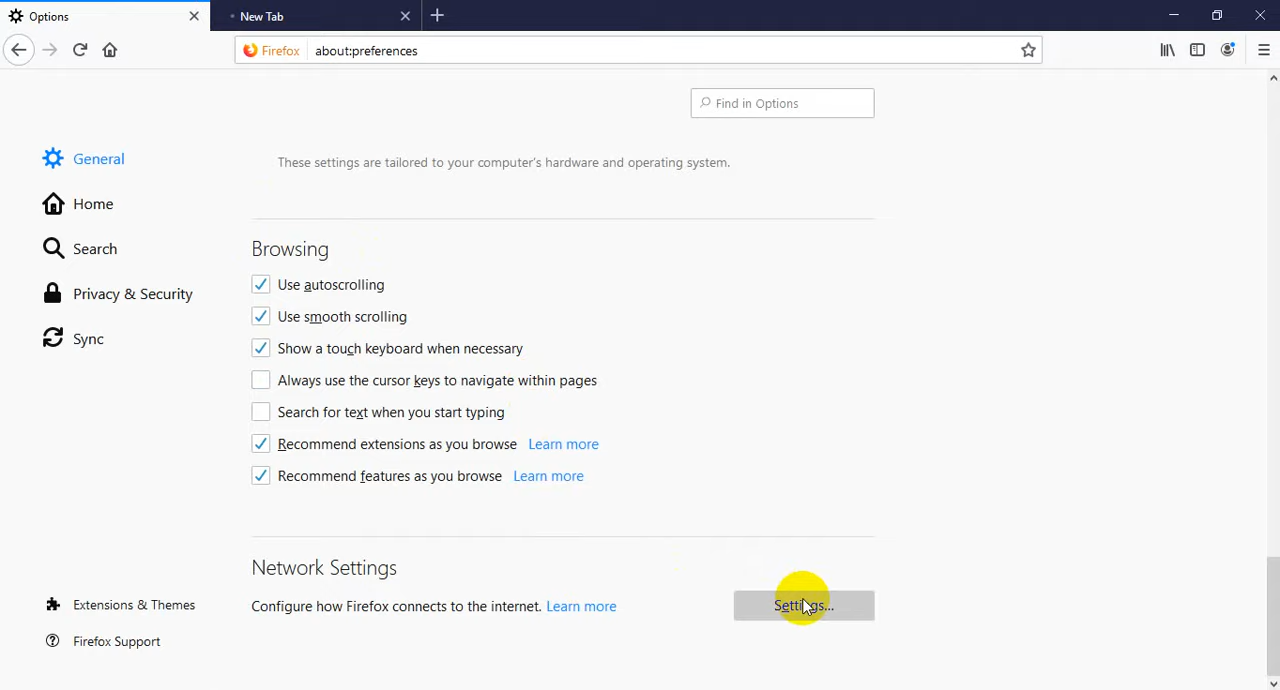 Options
New Tab
Firefox
about:preferences
Find in Options
These settings are tailored to your computer's hardware and operating system.
General
Home
Search
Privacy & Security
Sync
Extensions & Themes
Firefox Support
Browsing
Use autoscrolling
Use smooth scrolling
Show a touch keyboard when necessary
Always use the cursor keys to navigate within pages
Search for text when you start typing
Recommend extensions as you browse Learn more
Recommend features as you browse Learn more
Network Settings
Configure how Firefox connects to the internet. Learn more
Settings...